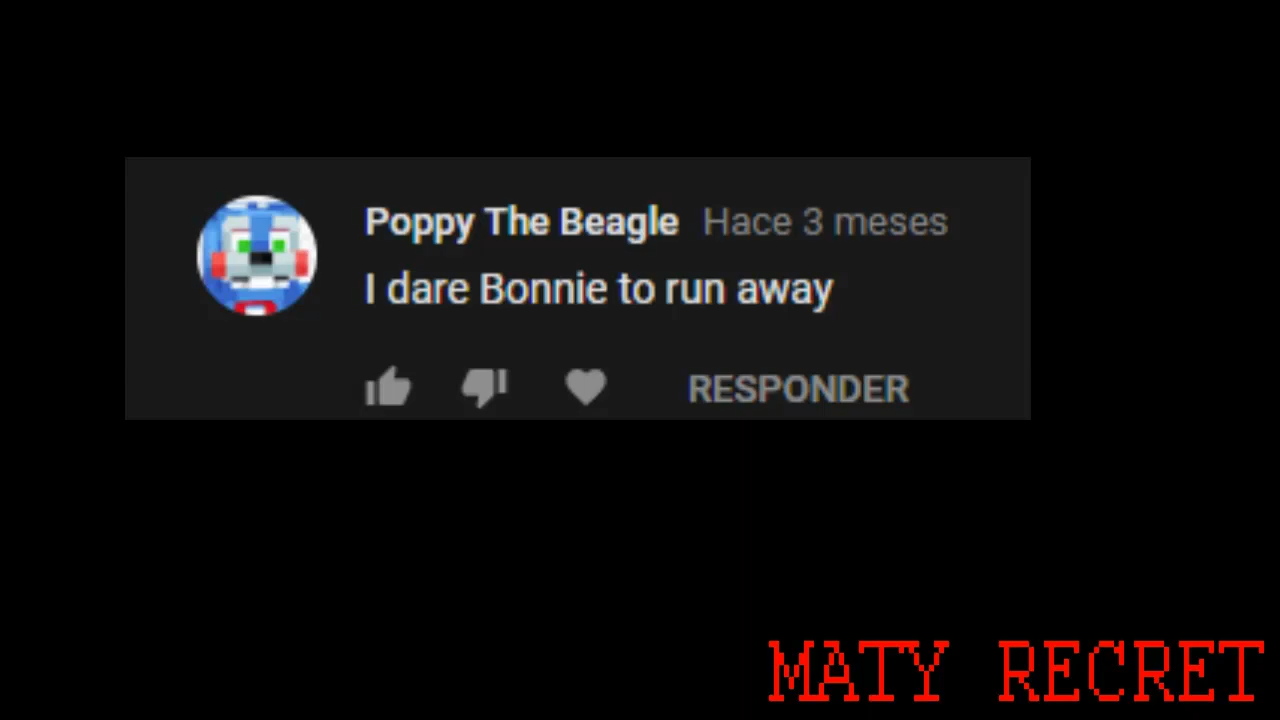 Poppy The Beagle Hace 3 meses
I dare Bonnie to run away
RESPONDER
MATY RECRET